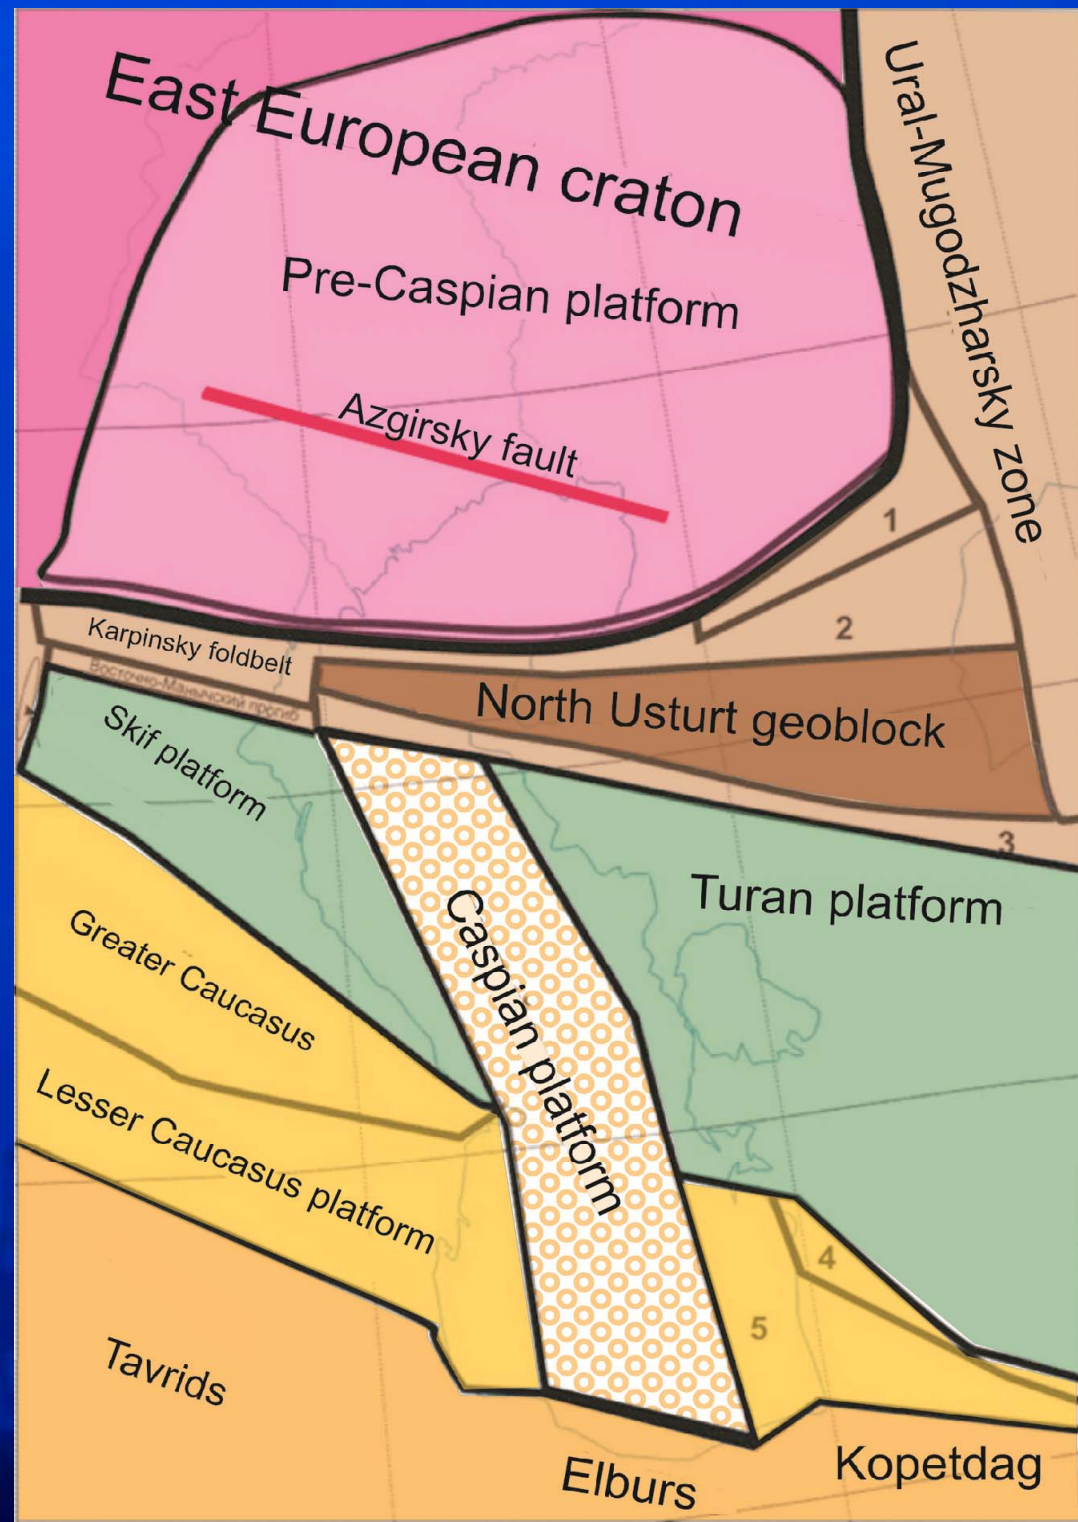 East European craton
Ural-Mugodzharsky zone
Pre-Caspian platform
Azgirsky fault
1
2
Karpinsky foldbelt
Восточно-Манычский прогиб
North Usturt geoblock
Skif platform
3
Turan platform
Caspian platform
Greater Caucasus
Lesser Caucasus platform
4
5
Tavrids
Kopetdag
Elburs